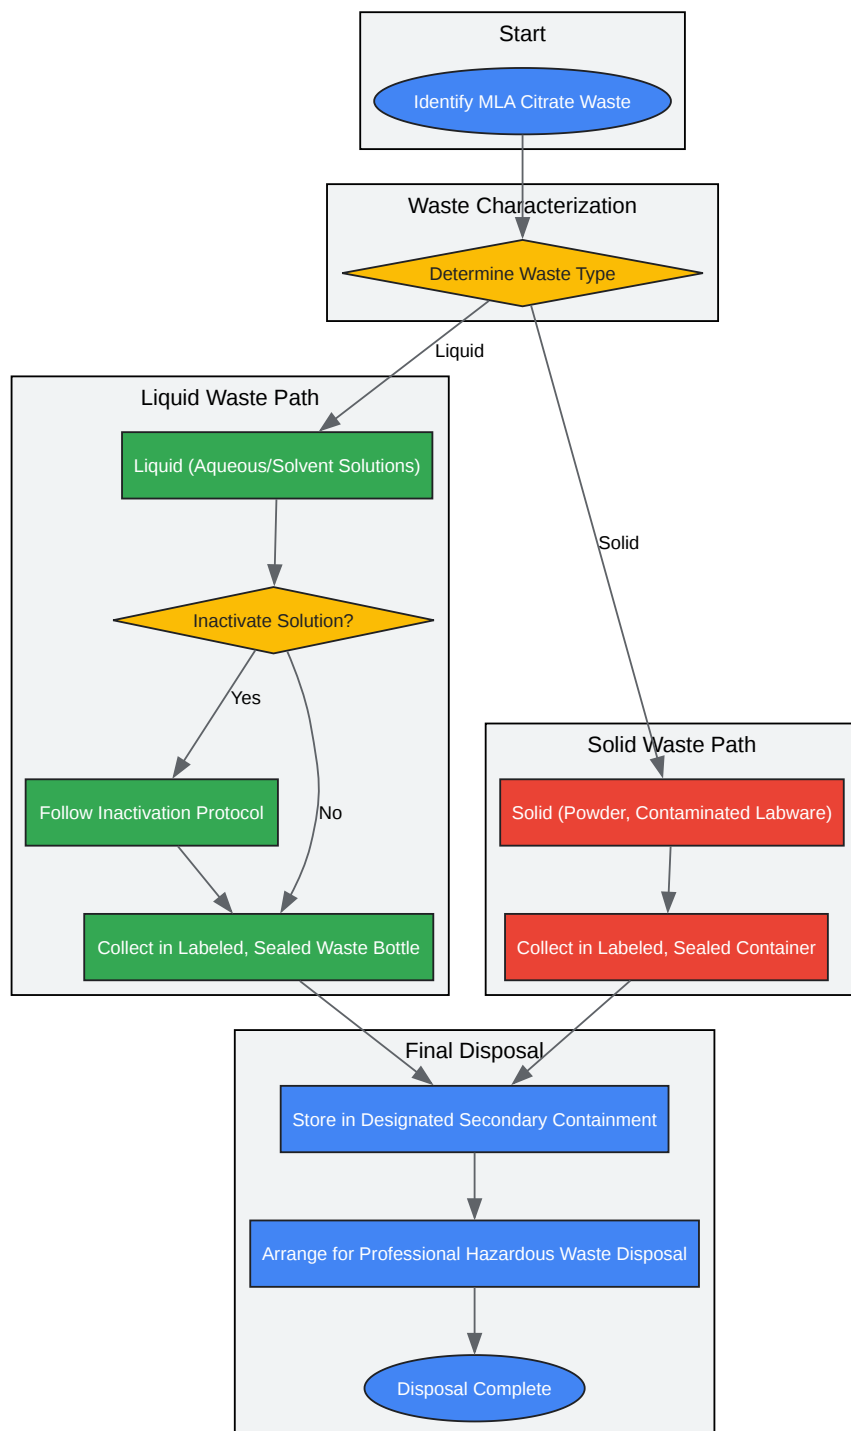 Start
Identify MLA Citrate Waste
Waste Characterization
Determine Waste Type
Liquid
Liquid Waste Path
Liquid (Aqueous/Solvent Solutions)
Solid
Inactivate Solution?
Yes
Solid Waste Path
Follow Inactivation Protocol
No
Solid (Powder, Contaminated Labware)
Collect in Labeled, Sealed Waste Bottle
Collect in Labeled, Sealed Container
Final Disposal
Store in Designated Secondary Containment
Arrange for Professional Hazardous Waste Disposal
Disposal Complete